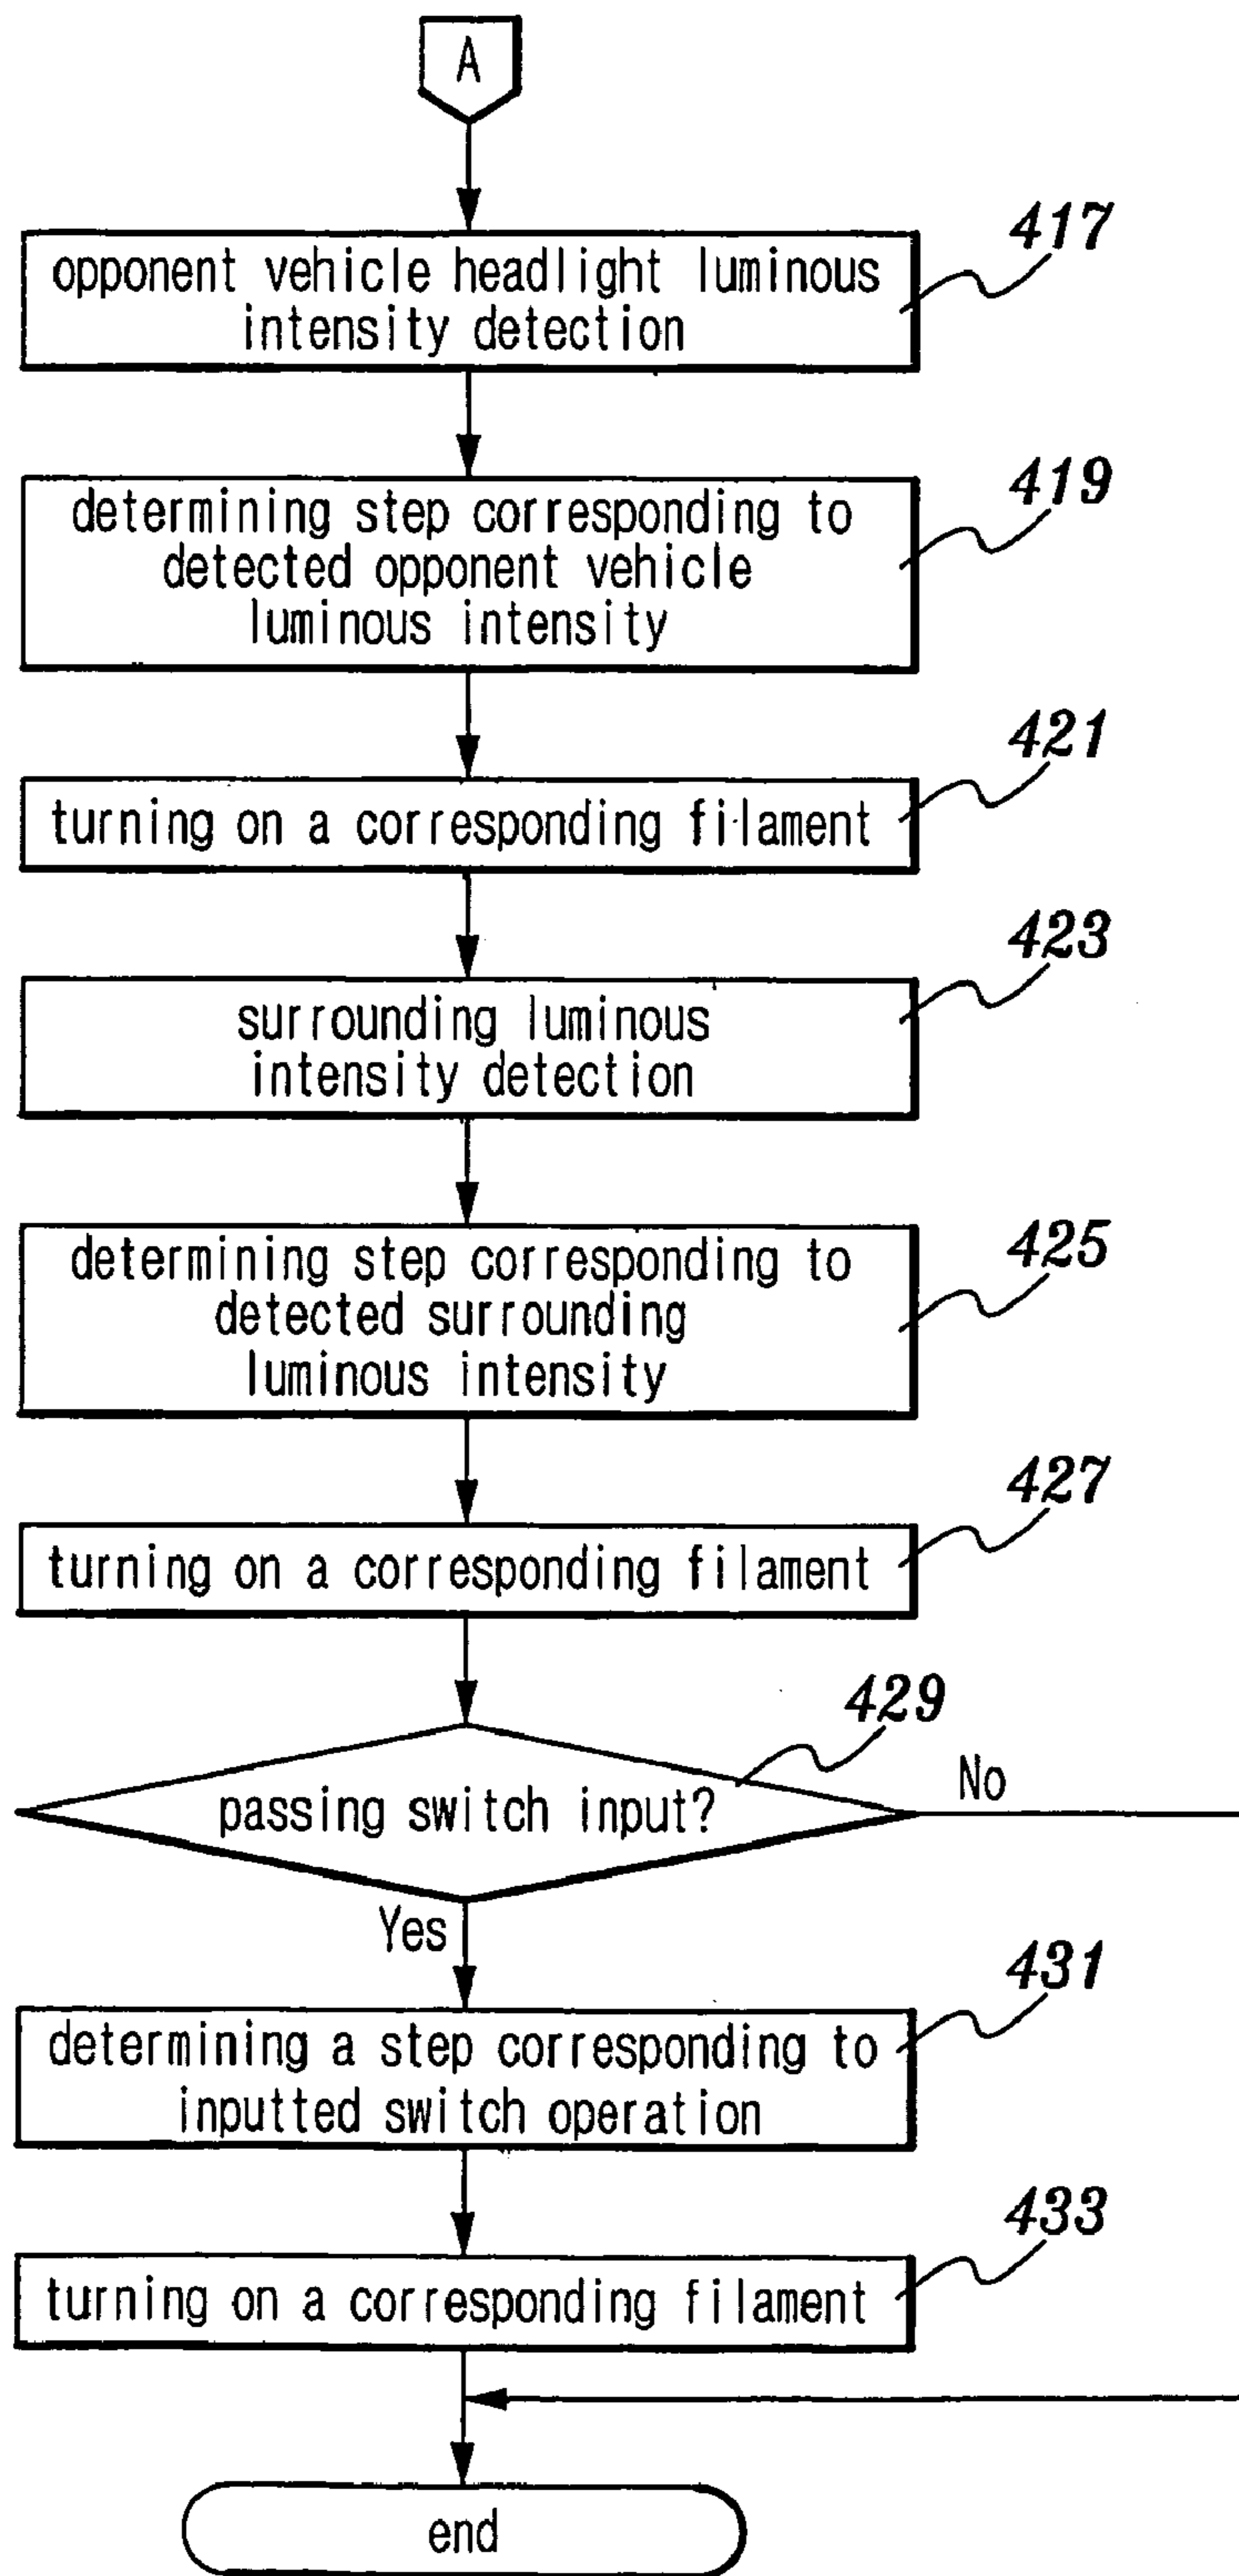 A
417
opponent vehicle headlight luminous
intensity detection
419
determining step corresponding to
detected opponent vehicle
luminous intensity
421
turning on a corresponding filament
423
surrounding luminous
intensity detection
425
determining step corresponding to
detected surrounding
luminous intensity
427
turning on a corresponding filament
429
passing switch input?
No
Yes
431
determining a step corresponding to
inputted switch operation
433
turning on a corresponding filament
end